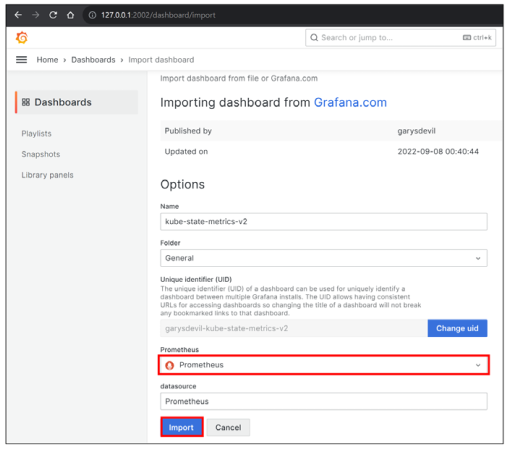 127.0.0.1:2002/dashboard/import
Search or jump to...
ctrl+k
Home › Dashboards › Import dashboard
Import dashboard from file or Grafana.com
Dashboards
Playlists
Snapshots
Library panels
Importing dashboard from Grafana.com
Published by garysdevil
Updated on 2022-09-08 00:40:44
Options
Name
kube-state-metrics-v2
Folder
General
Unique identifier (UID)
The unique identifier (UID) of a dashboard can be used for uniquely identify a
dashboard between multiple Grafana installs. The UID allows having consistent
URLs for accessing dashboards so changing the title of a dashboard will not break
any bookmarked links to that dashboard.
garysdevil-kube-state-metrics-v2
Change uid
Prometheus
Prometheus
datasource
Prometheus
Import
Cancel